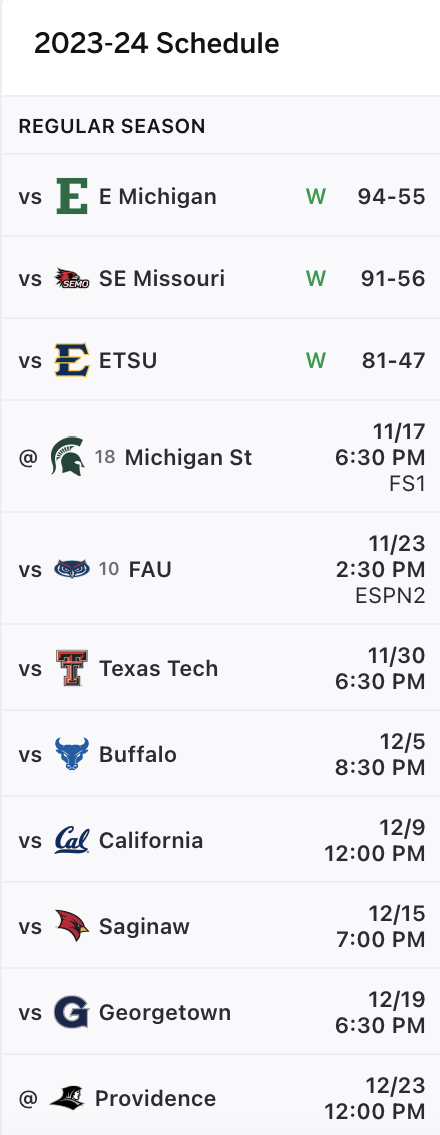 2023-24 Schedule
REGULAR SEASON
vs E E Michigan W 94-55
vs SEMO SE Missouri W 91-56
vs E ETSU W 81-47
@ 18 Michigan St 11/17 6:30 PM FS1
vs 10 FAU 11/23 2:30 PM ESPN2
vs T Texas Tech 11/30 6:30 PM
vs Buffalo 12/5 8:30 PM
vs Cal California 12/9 12:00 PM
vs Saginaw 12/15 7:00 PM
vs G Georgetown 12/19 6:30 PM
@ Providence 12/23 12:00 PM